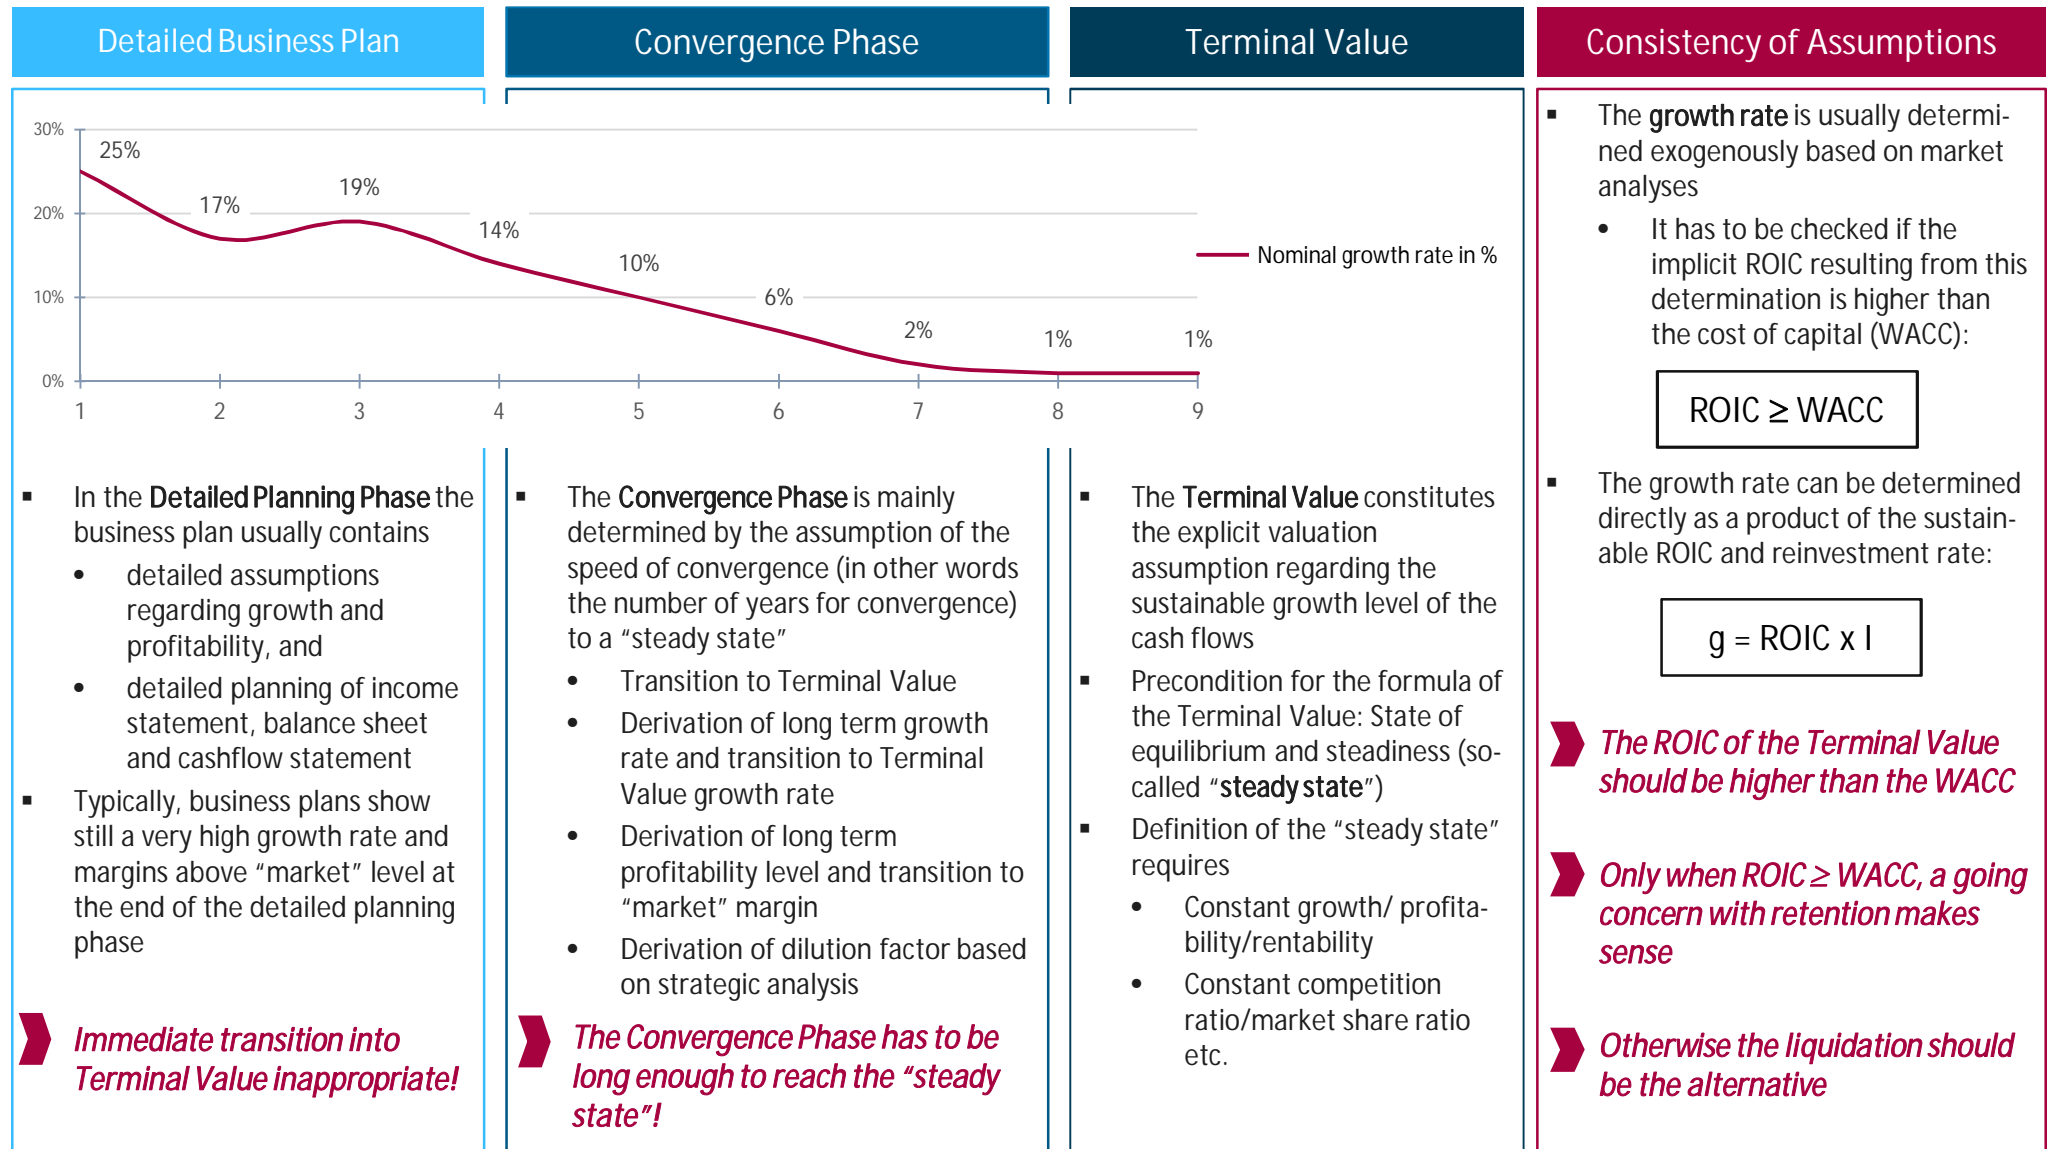 Detailed Business Plan
Convergence Phase
Terminal Value
Consistency of Assumptions
30%
20%
10%
0%
25%
17%
19%
14%
10%
6%
2%
1%
1%
1
2
3
4
5
6
7
8
9
Nominal growth rate in %
▪ In the Detailed Planning Phase the
business plan usually contains
• detailed assumptions
regarding growth and
profitability, and
• detailed planning of income
statement, balance sheet
and cashflow statement
▪ Typically, business plans show
still a very high growth rate and
margins above “market” level at
the end of the detailed planning
phase
Immediate transition into
Terminal Value inappropriate!
▪ The Convergence Phase is mainly
determined by the assumption of the
speed of convergence (in other words
the number of years for convergence)
to a “steady state”
• Transition to Terminal Value
• Derivation of long term growth
rate and transition to Terminal
Value growth rate
• Derivation of long term
profitability level and transition to
“market” margin
• Derivation of dilution factor based
on strategic analysis
The Convergence Phase has to be
long enough to reach the “steady
state”!
▪ The Terminal Value constitutes
the explicit valuation
assumption regarding the
sustainable growth level of the
cash flows
▪ Precondition for the formula of
the Terminal Value: State of
equilibrium and steadiness (so-
called “steady state”)
▪ Definition of the “steady state”
requires
• Constant growth/ profita-
bility/rentability
• Constant competition
ratio/market share ratio
etc.
▪ The growth rate is usually determi-
ned exogenously based on market
analyses
• It has to be checked if the
implicit ROIC resulting from this
determination is higher than
the cost of capital (WACC):
ROIC ≥ WACC
▪ The growth rate can be determined
directly as a product of the sustain-
able ROIC and reinvestment rate:
g = ROIC x I
The ROIC of the Terminal Value
should be higher than the WACC
Only when ROIC ≥ WACC, a going
concern with retention makes
sense
Otherwise the liquidation should
be the alternative